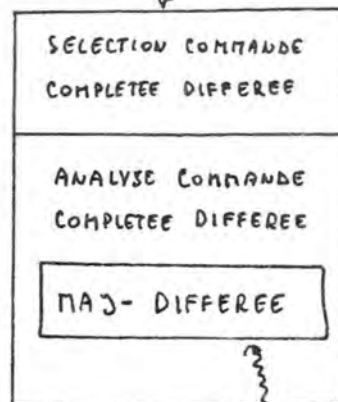 SELECTION COMMANDE
COMPLETEE DIFFEREE
ANALYSE COMMANDE
COMPLETEE DIFFEREE
MAJ- DIFFEREE